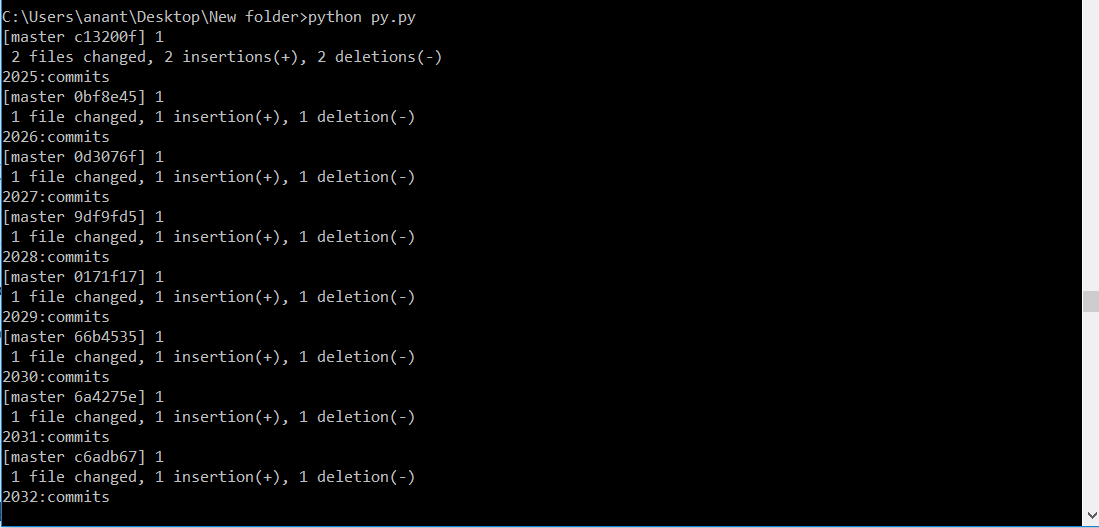 C:\Users\anant\Desktop\New folder>python py.py
[master c13200f] 1
 2 files changed, 2 insertions(+), 2 deletions(-)
2025:commits
[master 0bf8e45] 1
 1 file changed, 1 insertion(+), 1 deletion(-)
2026:commits
[master 0d3076f] 1
 1 file changed, 1 insertion(+), 1 deletion(-)
2027:commits
[master 9df9fd5] 1
 1 file changed, 1 insertion(+), 1 deletion(-)
2028:commits
[master 0171f17] 1
 1 file changed, 1 insertion(+), 1 deletion(-)
2029:commits
[master 66b4535] 1
 1 file changed, 1 insertion(+), 1 deletion(-)
2030:commits
[master 6a4275e] 1
 1 file changed, 1 insertion(+), 1 deletion(-)
2031:commits
[master c6adb67] 1
 1 file changed, 1 insertion(+), 1 deletion(-)
2032:commits